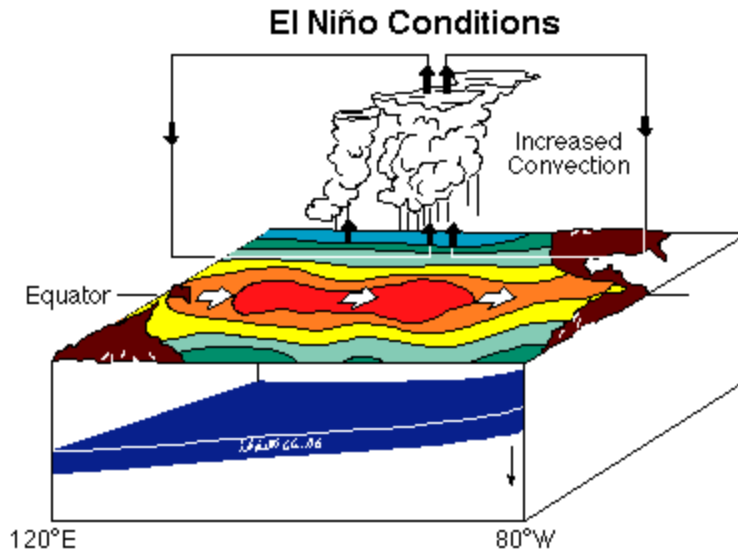 El Niño Conditions
Increased
Convection
Equator
120°E
80°W